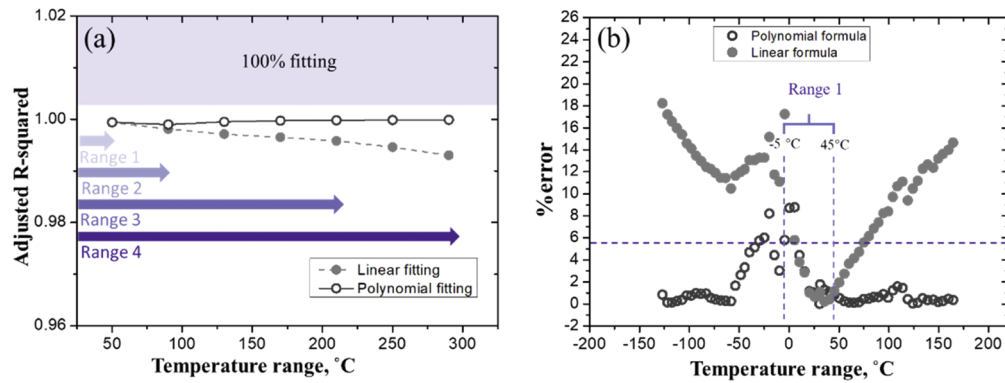 (a)
1.02
1.00
0.98
0.96
Adjusted R-squared
100% fitting
Range 1
Range 2
Range 3
Range 4
Linear fitting
Polynomial fitting
50 100 150 200 250 300
Temperature range, ˚C
(b)
26
24
22
20
18
16
14
12
10
8
6
4
2
0
-2
%error
Polynomial formula
Linear formula
Range 1
-5 °C 45°C
-200 -150 -100 -50 0 50 100 150 200
Temperature range, ˚C